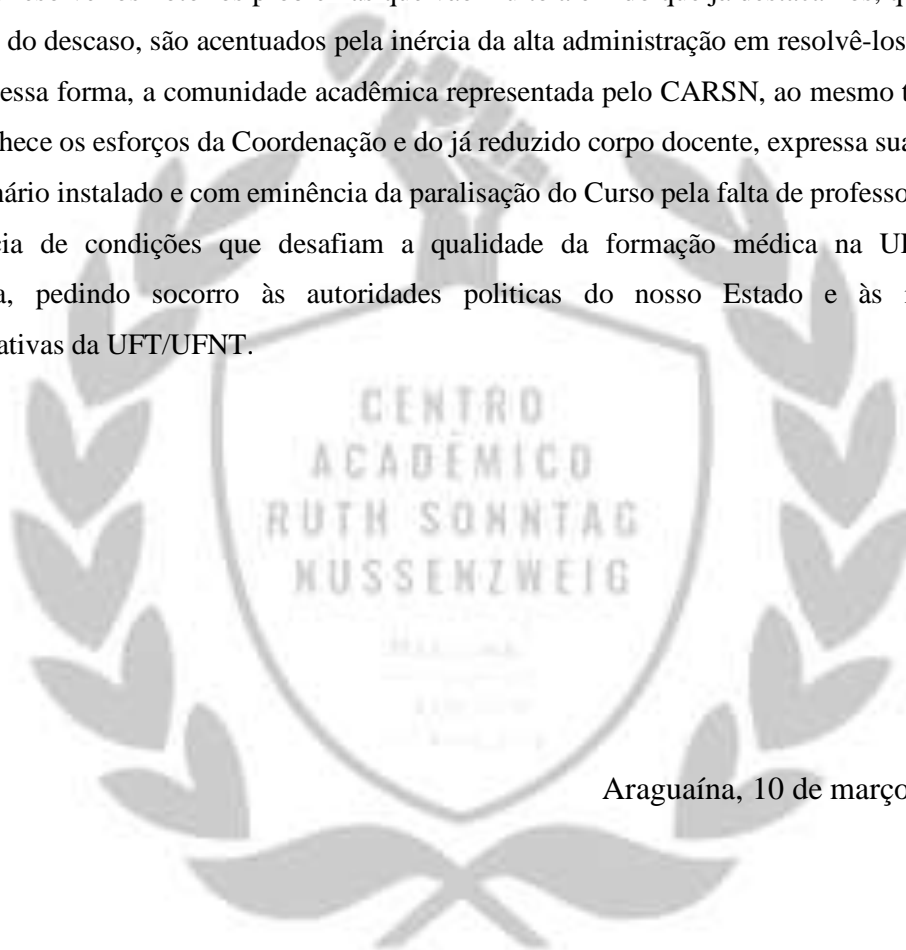 do descaso, são acentuados pela inércia da alta administração em resolvê-los
essa forma, a comunidade acadêmica representada pelo CARSN, ao mesmo
hece os esforços da Coordenação e do já reduzido corpo docente, expressa
nário instalado e com eminência da paralisação do Curso pela falta de professo
cia de condições que desafiam a qualidade da formação médica na
pedindo socorro às autoridades politicas do nosso Estado e às
ativas da UFT/UFNT.
CENTRO
ACADÊMICO
RUTH SONNTAG
NUSSENZWEIG
Araguaína, 10 de março